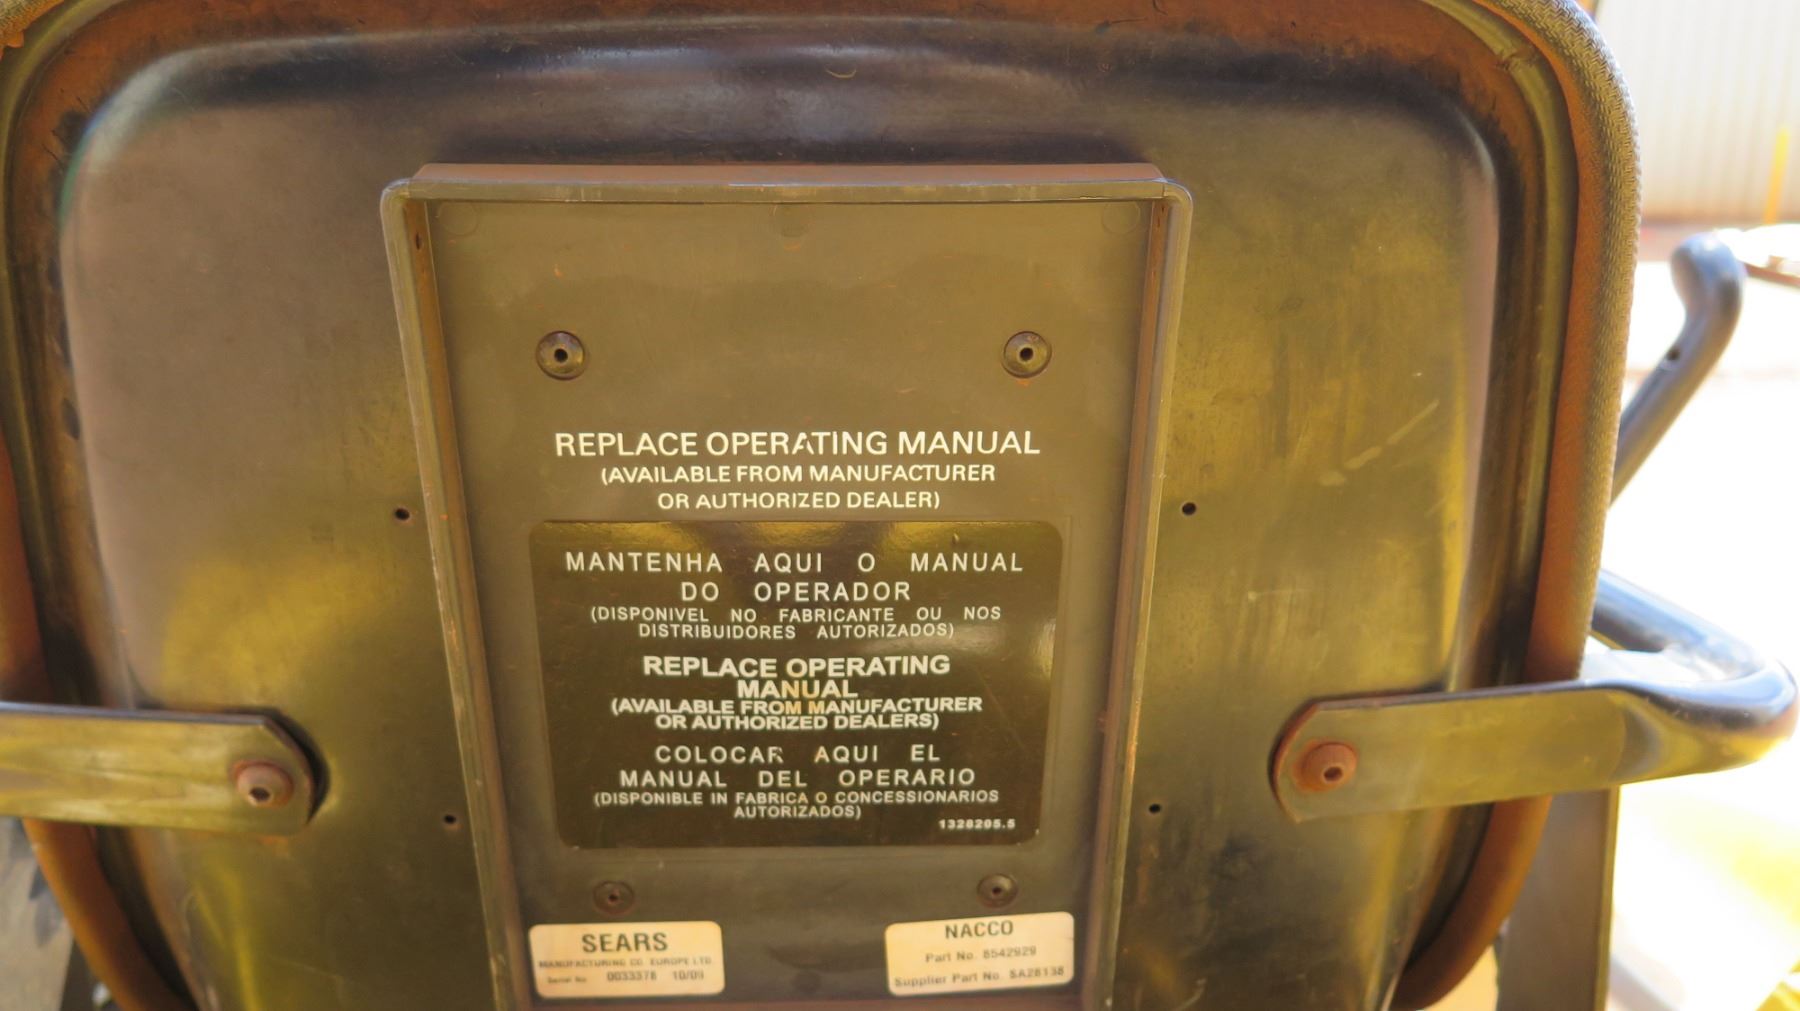 REPLACE OPERATING MANUAL
(AVAILABLE FROM MANUFACTURER
OR AUTHORIZED DEALER)
MANTENHA AQUI O MANUAL
DO OPERADOR
(DISPONIVEL NO FABRICANTE OU NOS
DISTRIBUIDORES AUTORIZADOS)
REPLACE OPERATING
MANUAL
(AVAILABLE FROM MANUFACTURER
OR AUTHORIZED DEALERS)
COLOCAR AQUI EL
MANUAL DEL OPERARIO
(DISPONIBLE IN FABRICA O CONCESSIONARIOS
AUTORIZADOS)
1328205.5
SEARS
MANUFACTURING CO. EUROPE LTD.
Serial No 0033378 10/09
NACCO
Part No. 8542929
Supplier Part No. SA28138